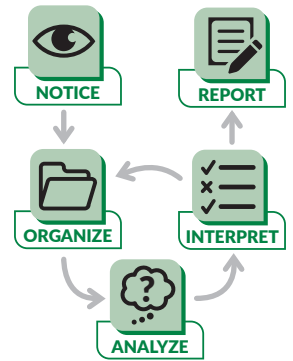 NOTICE
REPORT
ORGANIZE
INTERPRET
?
ANALYZE